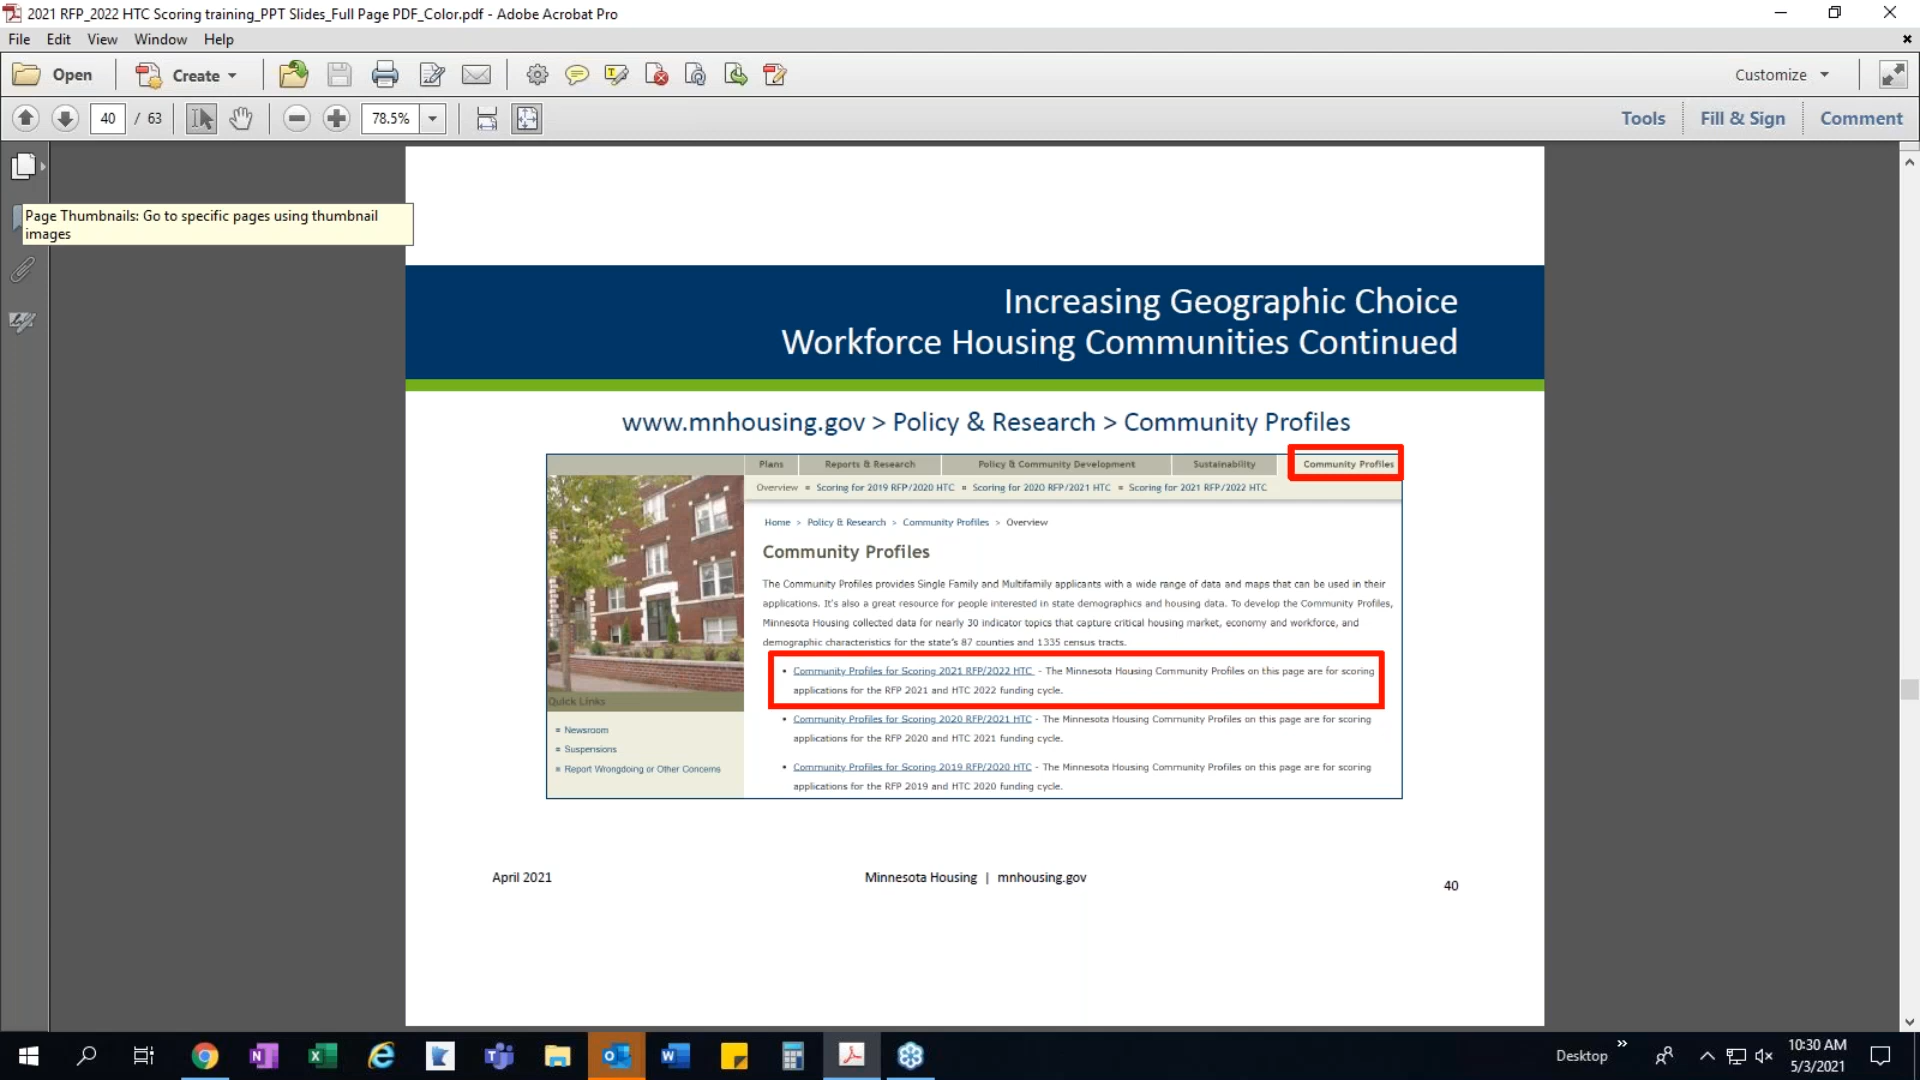 2021 RFP_2022 HTC Scoring training_PPT Slides_Full Page PDF_Color.pdf - Adobe Acrobat Pro
File Edit View Window Help
Open Create Customize
40 / 63 78.5% Tools Fill & Sign Comment
Page Thumbnails: Go to specific pages using thumbnail
images
Increasing Geographic Choice
Workforce Housing Communities Continued
www.mnhousing.gov > Policy & Research > Community Profiles
Plans Reports & Research Policy & Community Development Sustainability Community Profiles
Overview Scoring for 2019 RFP/2020 HTC Scoring for 2020 RFP/2021 HTC Scoring for 2021 RFP/2022 HTC
Home > Policy & Research > Community Profiles > Overview
Community Profiles
The Community Profiles provides Single Family and Multifamily applicants with a wide range of data and maps that can be used in their
applications. It's also a great resource for people interested in state demographics and housing data. To develop the Community Profiles,
Minnesota Housing collected data for nearly 30 indicator topics that capture critical housing market, economy and workforce, and
demographic characteristics for the state's 87 counties and 1335 census tracts.
• Community Profiles for Scoring 2021 RFP/2022 HTC - The Minnesota Housing Community Profiles on this page are for scoring
applications for the RFP 2021 and HTC 2022 funding cycle.
• Community Profiles for Scoring 2020 RFP/2021 HTC - The Minnesota Housing Community Profiles on this page are for scoring
applications for the RFP 2020 and HTC 2021 funding cycle.
• Community Profiles for Scoring 2019 RFP/2020 HTC - The Minnesota Housing Community Profiles on this page are for scoring
applications for the RFP 2019 and HTC 2020 funding cycle.
Quick Links
Newsroom
Suspensions
Report Wrongdoing or Other Concerns
April 2021 Minnesota Housing | mnhousing.gov 40
Desktop 10:30 AM
5/3/2021